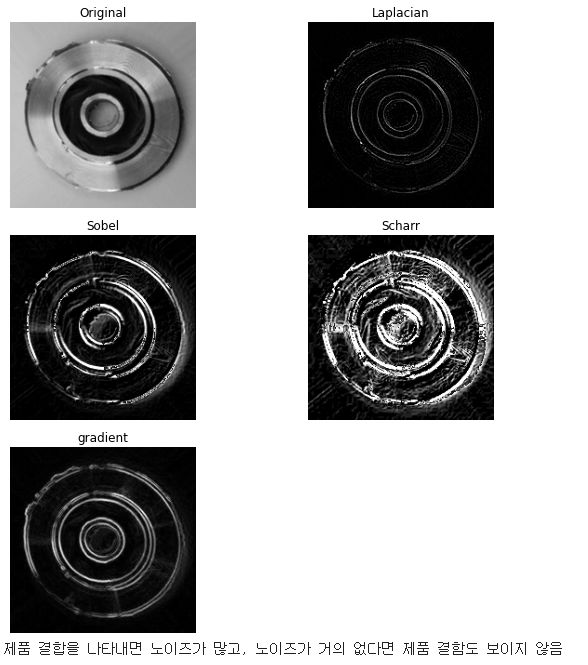 Original
Laplacian
Sobel
Scharr
gradient
제품 결합을 나타내면 노이즈가 많고, 노이즈가 거의 없다면 제품 결함도 보이지 않음